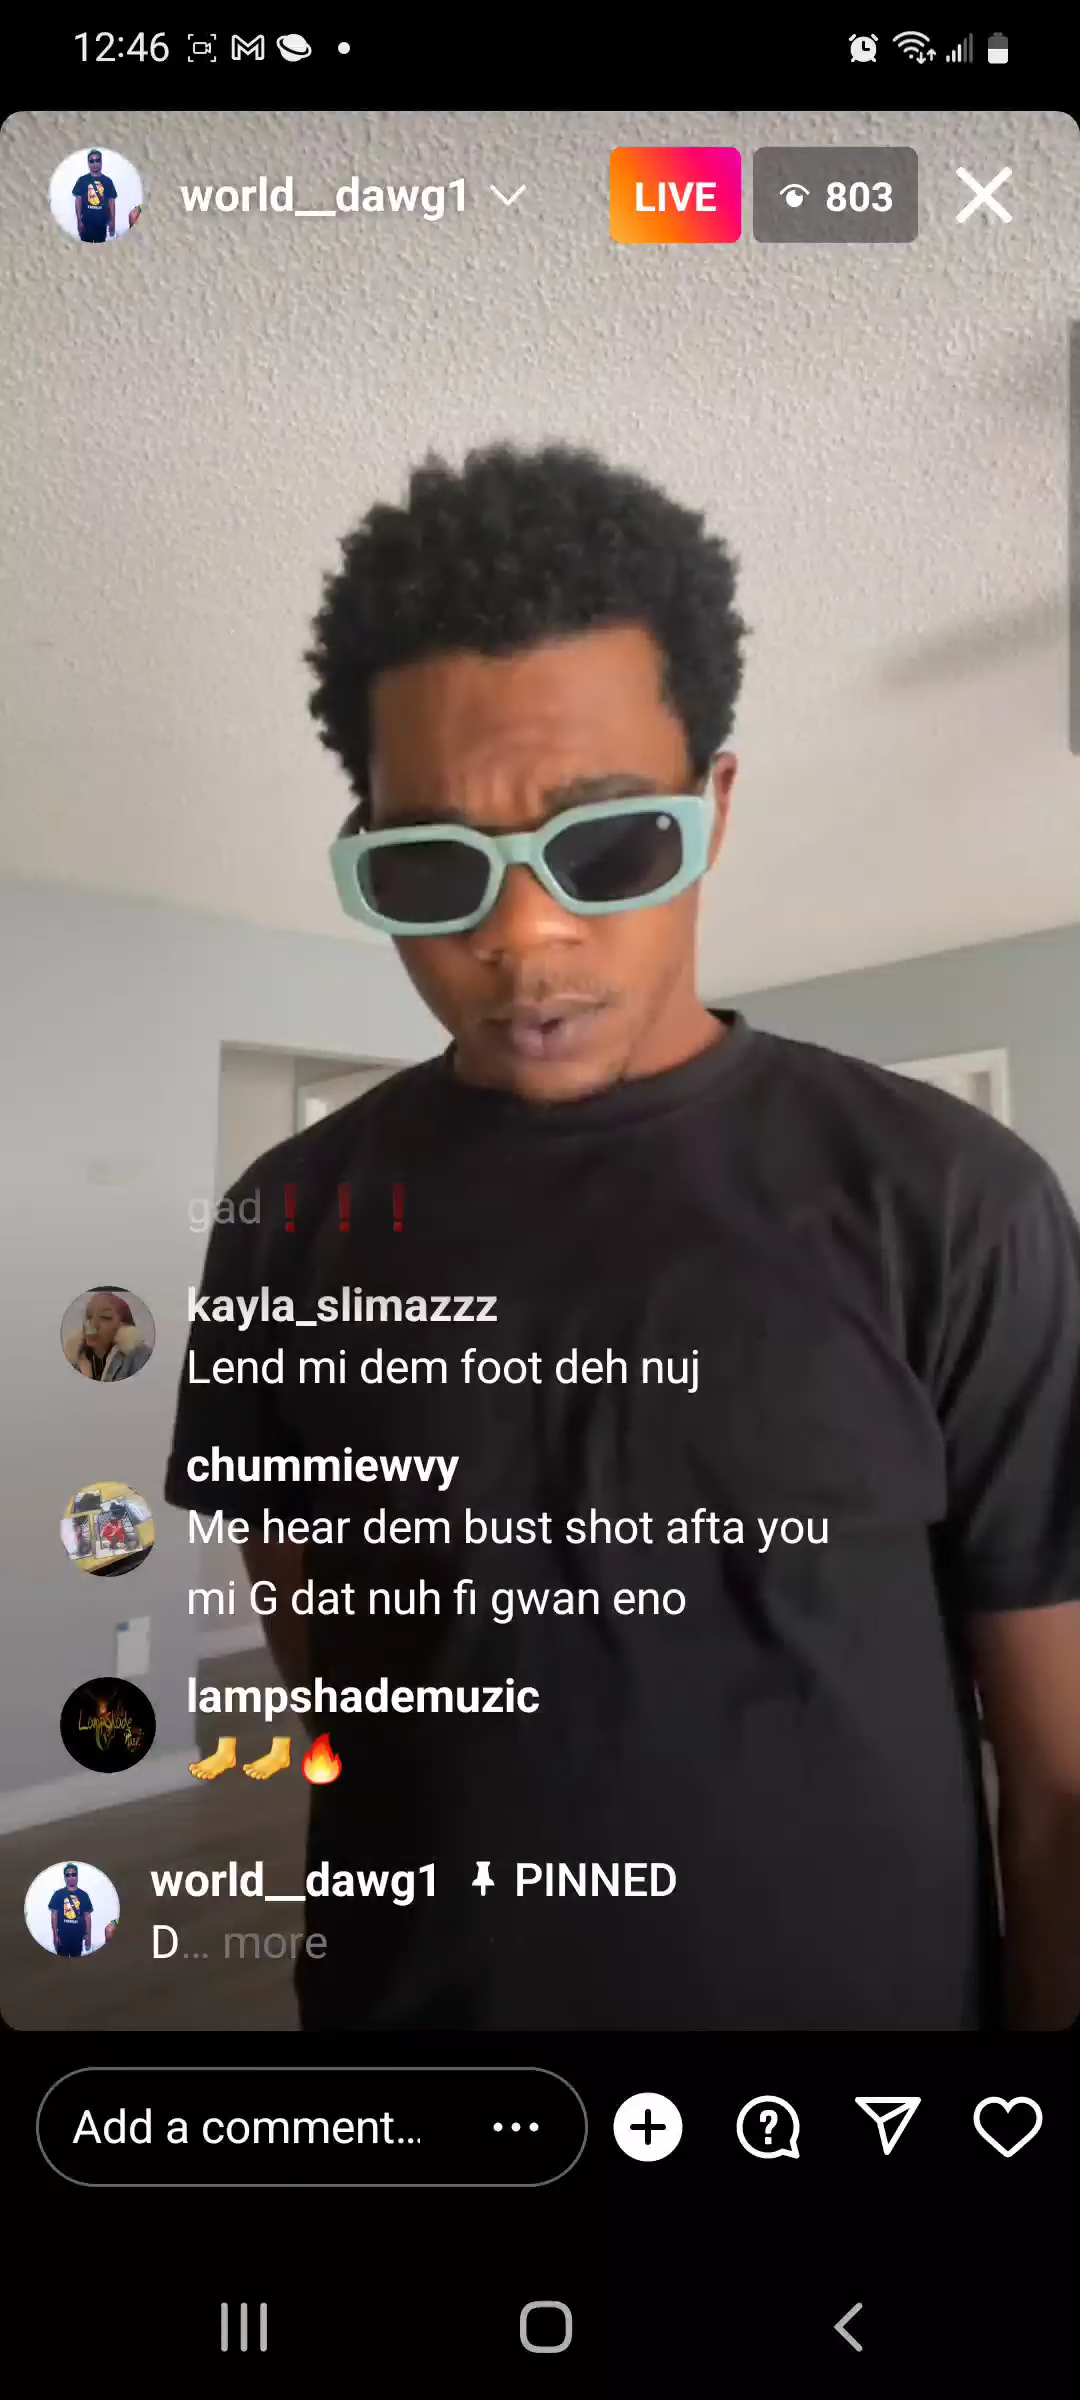 12:46
world__dawg1
LIVE
803
gad❗❗❗
kayla_slimazzz
Lend mi dem foot deh nuj
chummiewvy
Me hear dem bust shot afta you
mi G dat nuh fi gwan eno
lampshademuzic
🦶🦶🔥
world__dawg1 PINNED
D... more
Add a comment...